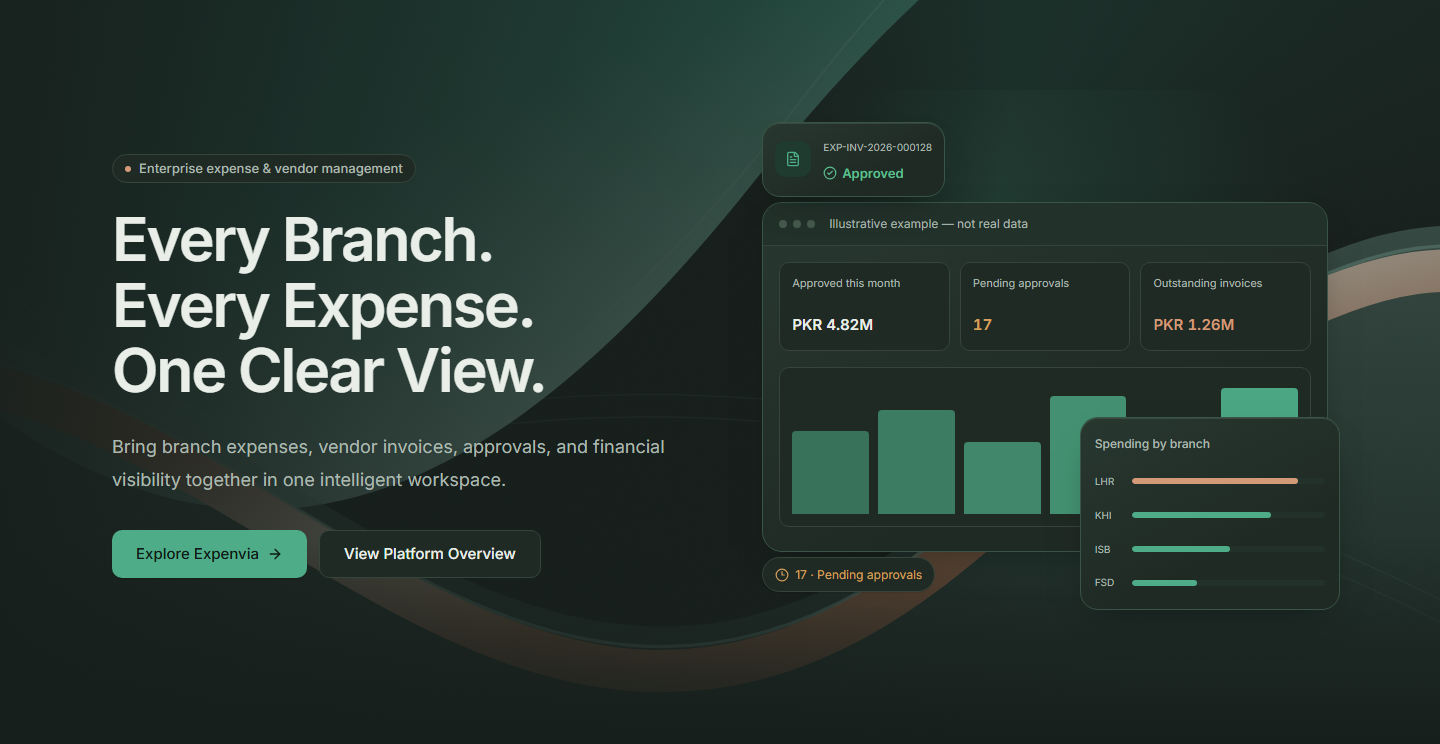 Enterprise expense & vendor management
Every Branch.
Every Expense.
One Clear View.
Bring branch expenses, vendor invoices, approvals, and financial
visibility together in one intelligent workspace.
Explore Expenvia
View Platform Overview
EXP-INV-2026-000128
Approved
Illustrative example — not real data
Approved this month
PKR 4.82M
Pending approvals
17
Outstanding invoices
PKR 1.26M
Spending by branch
LHR
KHI
ISB
FSD
17 · Pending approvals